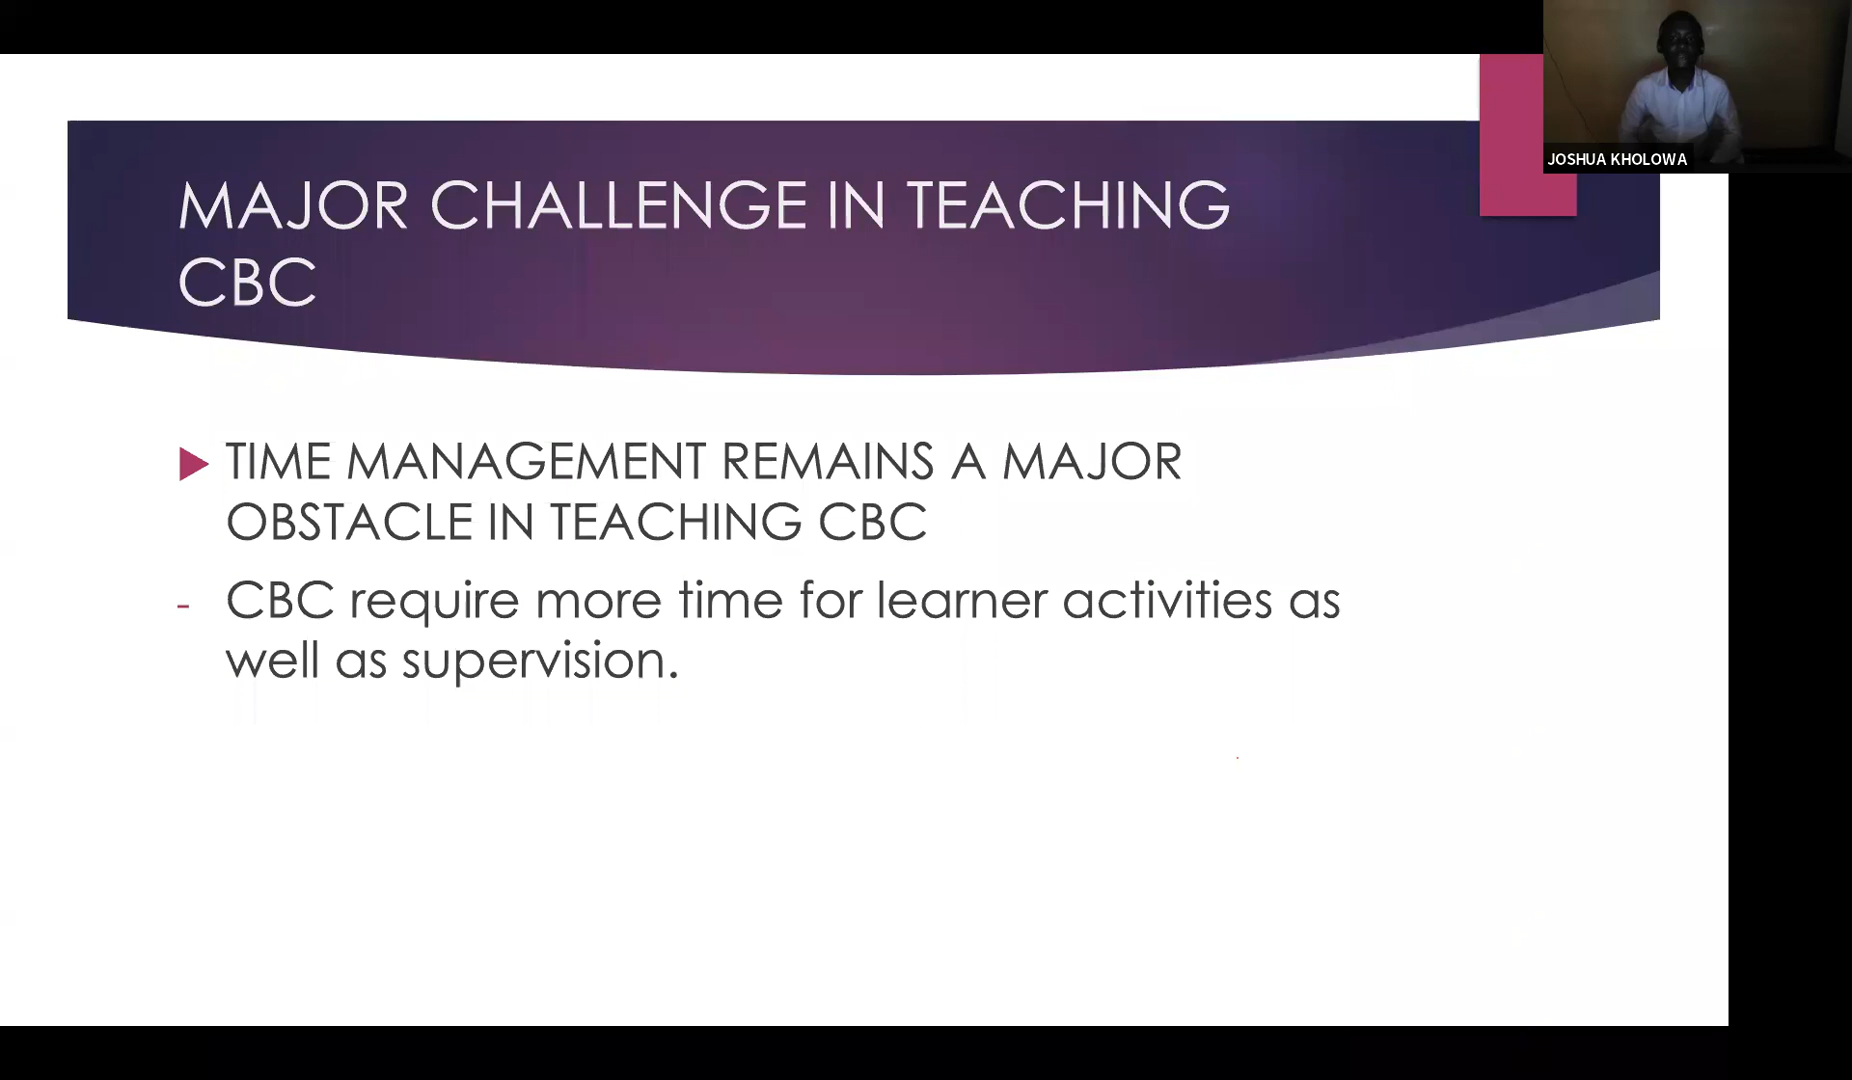 MAJOR CHALLENGE IN TEACHING
CBC
JOSHUA KHOLOWA
TIME MANAGEMENT REMAINS A MAJOR
OBSTACLE IN TEACHING CBC
- CBC require more time for learner activities as
well as supervision.